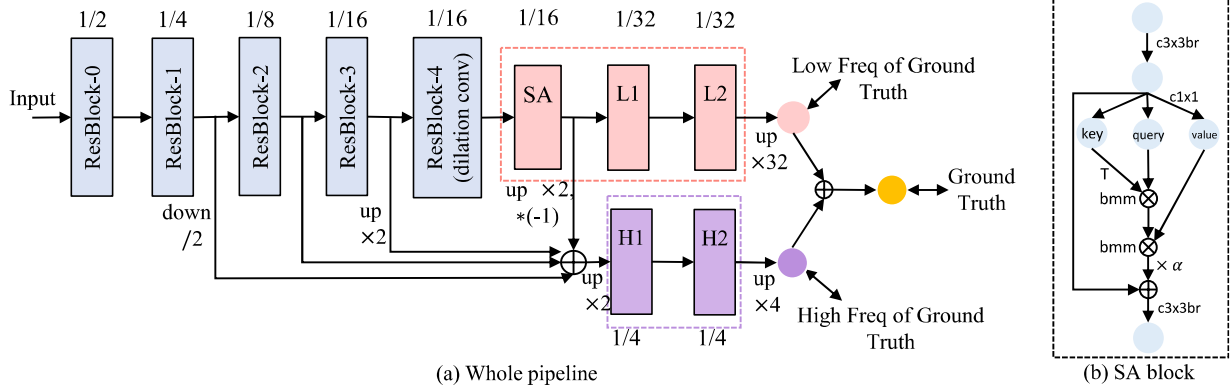 1/2 1/4 1/8 1/16 1/16 1/16 1/32 1/32
Input
ResBlock-0
ResBlock-1
ResBlock-2
ResBlock-3
ResBlock-4
(dilation conv)
SA
L1
L2
up
×32
Low Freq of Ground
Truth
Ground
Truth
down
/2
up
×2
up ×2,
*(-1)
up
×2
H1
H2
up
×4
1/4 1/4
High Freq of Ground
Truth
(a) Whole pipeline
c3x3br
c1x1
key
query
value
T
bmm
bmm
× α
c3x3br
(b) SA block